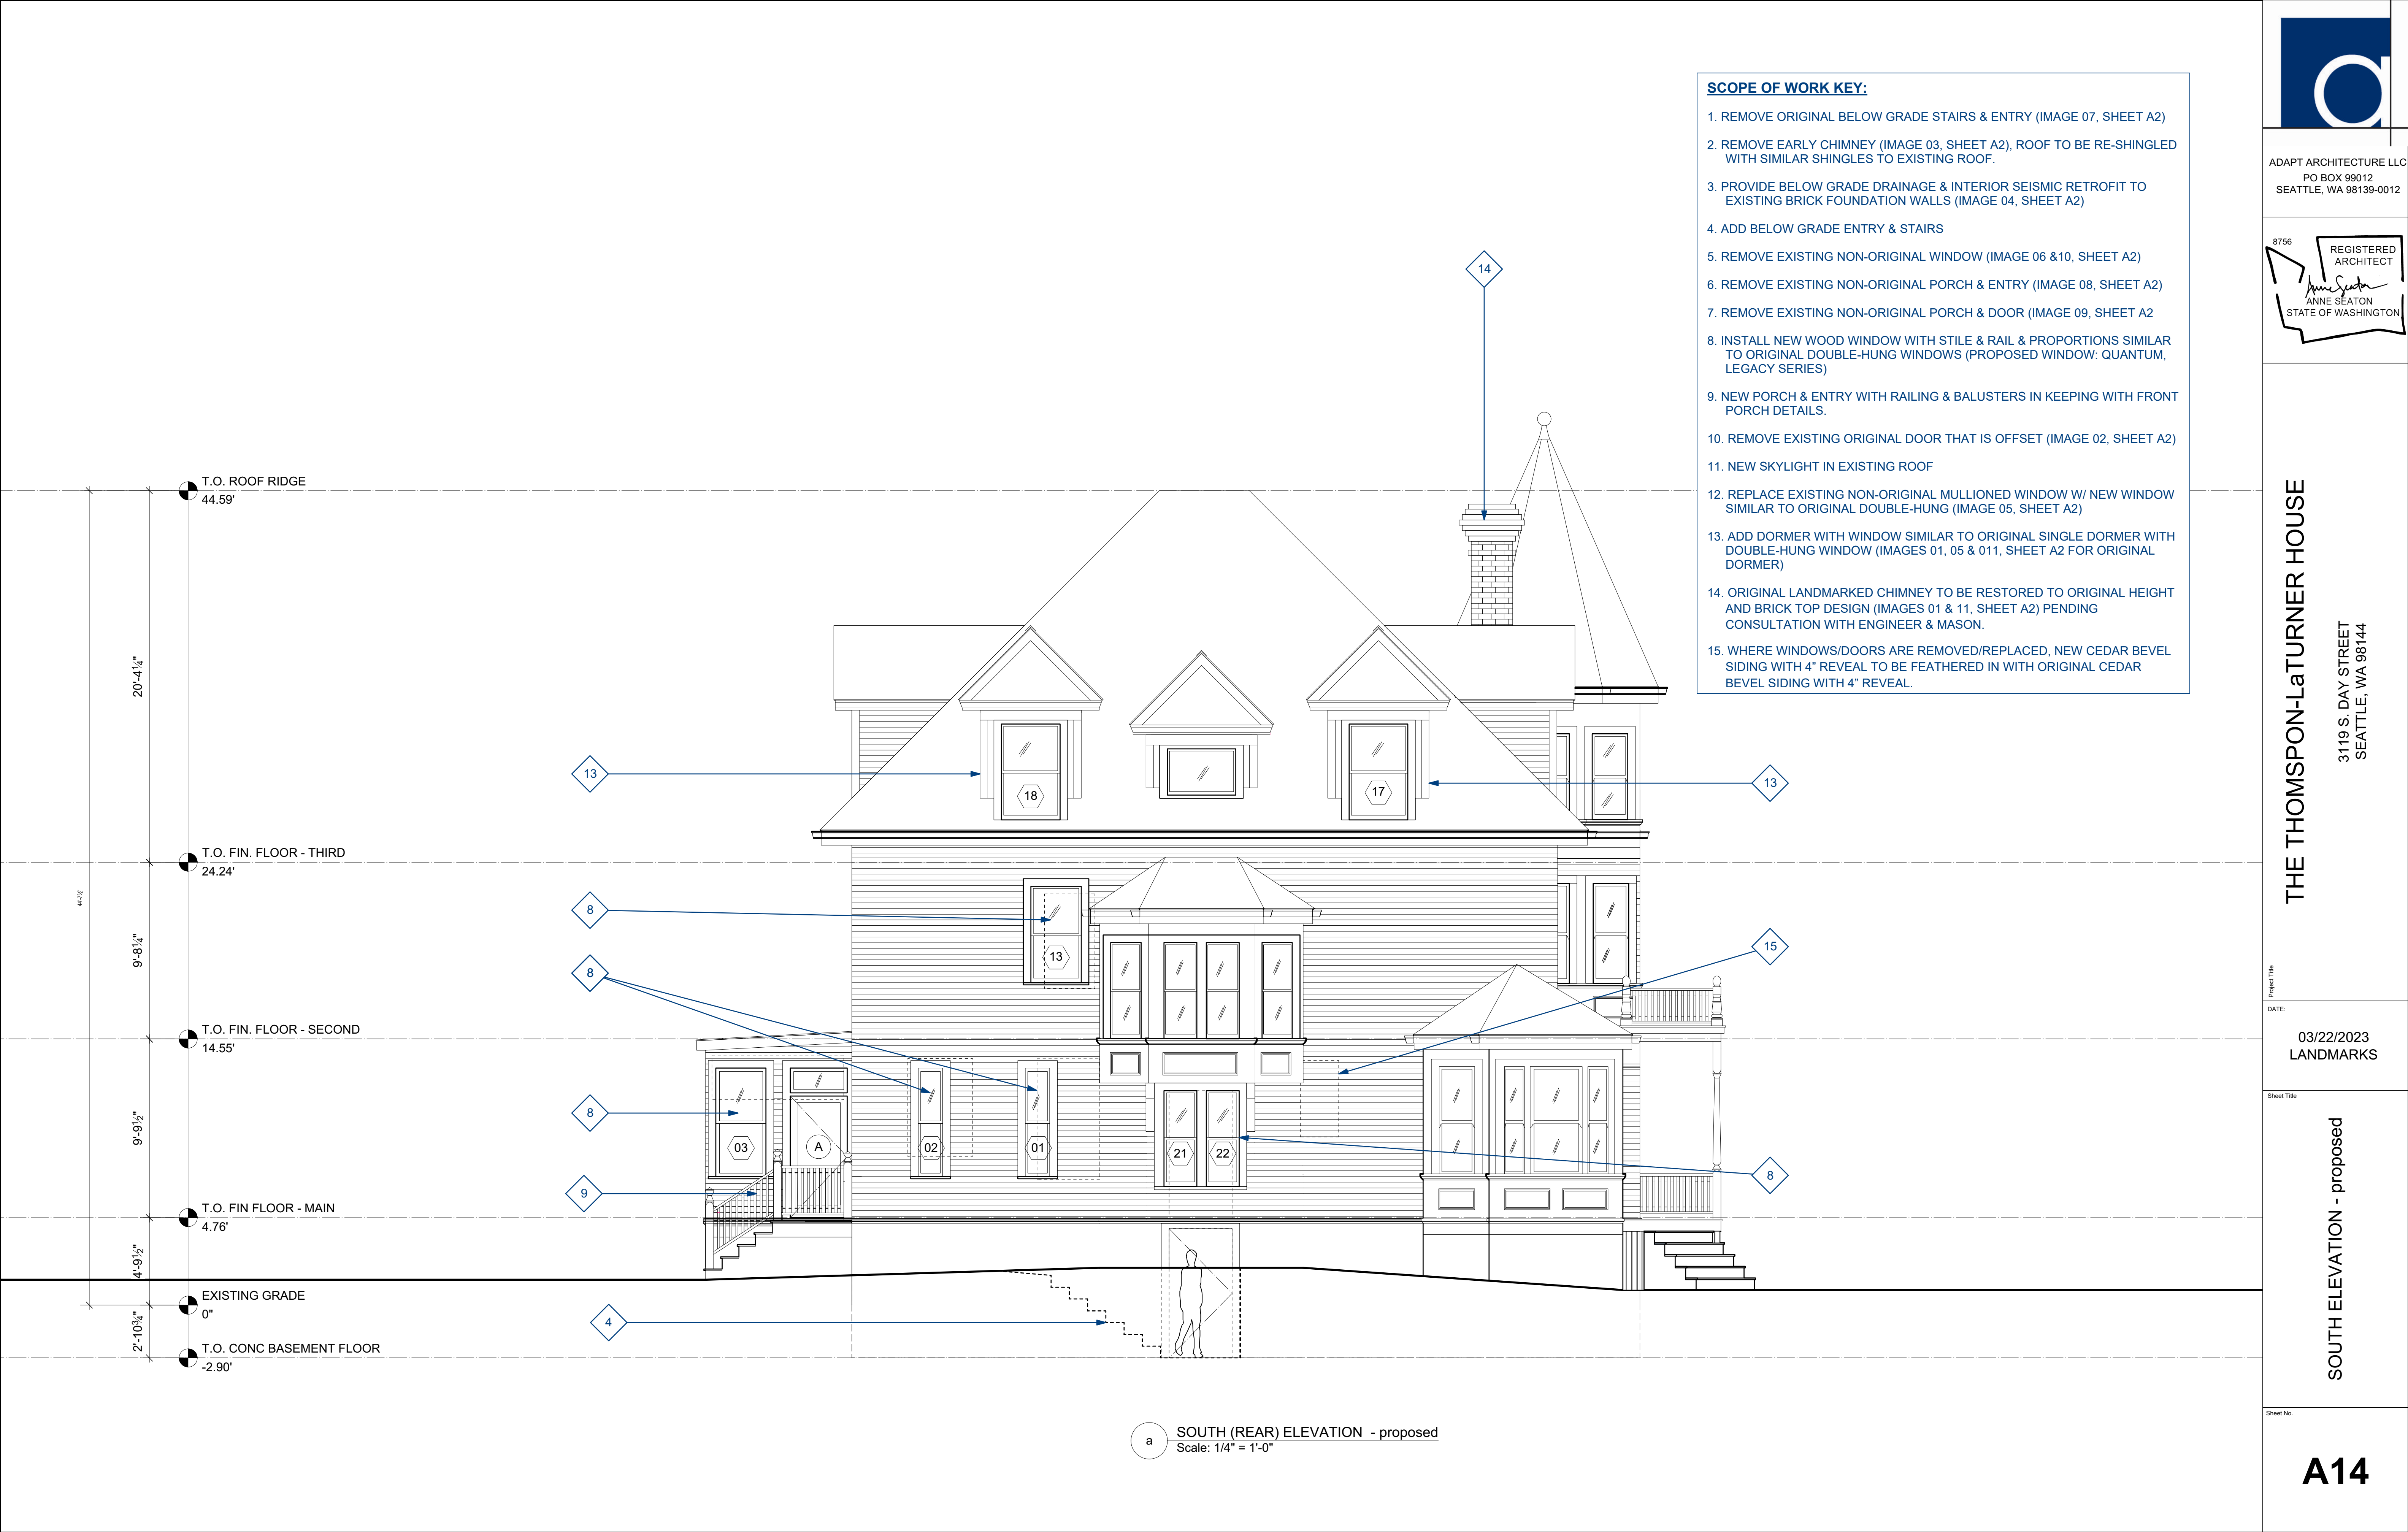 SCOPE OF WORK KEY:
1. REMOVE ORIGINAL BELOW GRADE STAIRS & ENTRY (IMAGE 07, SHEET A2)
2. REMOVE EARLY CHIMNEY (IMAGE 03, SHEET A2), ROOF TO BE RE-SHINGLED
WITH SIMILAR SHINGLES TO EXISTING ROOF.
3. PROVIDE BELOW GRADE DRAINAGE & INTERIOR SEISMIC RETROFIT TO
EXISTING BRICK FOUNDATION WALLS (IMAGE 04, SHEET A2)
4. ADD BELOW GRADE ENTRY & STAIRS
5. REMOVE EXISTING NON-ORIGINAL WINDOW (IMAGE 06 &10, SHEET A2)
6. REMOVE EXISTING NON-ORIGINAL PORCH & ENTRY (IMAGE 08, SHEET A2)
7. REMOVE EXISTING NON-ORIGINAL PORCH & DOOR (IMAGE 09, SHEET A2
8. INSTALL NEW WOOD WINDOW WITH STILE & RAIL & PROPORTIONS SIMILAR
TO ORIGINAL DOUBLE-HUNG WINDOWS (PROPOSED WINDOW: QUANTUM,
LEGACY SERIES)
9. NEW PORCH & ENTRY WITH RAILING & BALUSTERS IN KEEPING WITH FRONT
PORCH DETAILS.
10. REMOVE EXISTING ORIGINAL DOOR THAT IS OFFSET (IMAGE 02, SHEET A2)
11. NEW SKYLIGHT IN EXISTING ROOF
12. REPLACE EXISTING NON-ORIGINAL MULLIONED WINDOW W/ NEW WINDOW
SIMILAR TO ORIGINAL DOUBLE-HUNG (IMAGE 05, SHEET A2)
13. ADD DORMER WITH WINDOW SIMILAR TO ORIGINAL SINGLE DORMER WITH
DOUBLE-HUNG WINDOW (IMAGES 01, 05 & 011, SHEET A2 FOR ORIGINAL
DORMER)
14. ORIGINAL LANDMARKED CHIMNEY TO BE RESTORED TO ORIGINAL HEIGHT
AND BRICK TOP DESIGN (IMAGES 01 & 11, SHEET A2) PENDING
CONSULTATION WITH ENGINEER & MASON.
15. WHERE WINDOWS/DOORS ARE REMOVED/REPLACED, NEW CEDAR BEVEL
SIDING WITH 4" REVEAL TO BE FEATHERED IN WITH ORIGINAL CEDAR
BEVEL SIDING WITH 4" REVEAL.
14
T.O. ROOF RIDGE
44.59'
20'-4¼"
13
18
17
13
T.O. FIN. FLOOR - THIRD
24.24'
44'-7½"
9'-8¼"
8
13
15
8
T.O. FIN. FLOOR - SECOND
14.55'
9'-9½"
8
03
A
02
01
21
22
8
9
T.O. FIN FLOOR - MAIN
4.76'
4'-9½"
EXISTING GRADE
0"
2'-10¾"
4
T.O. CONC BASEMENT FLOOR
-2.90'
a
SOUTH (REAR) ELEVATION - proposed
Scale: 1/4" = 1'-0"
a
ADAPT ARCHITECTURE LLC
PO BOX 99012
SEATTLE, WA 98139-0012
8756
REGISTERED
ARCHITECT
Anne Seaton
ANNE SEATON
STATE OF WASHINGTON
THE THOMSPON-LaTURNER HOUSE
3119 S. DAY STREET
SEATTLE, WA 98144
Project Title
DATE:
03/22/2023
LANDMARKS
Sheet Title
SOUTH ELEVATION - proposed
Sheet No.
A14